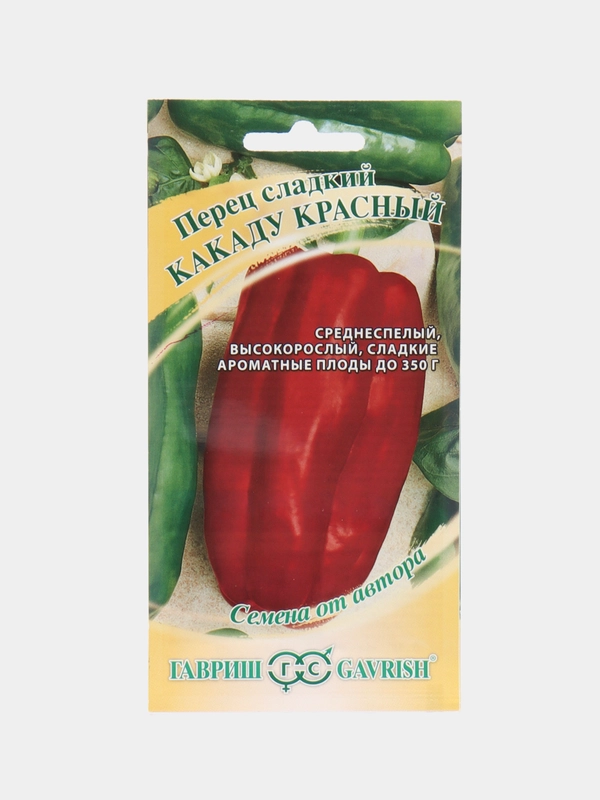 Перец сладкий
КАКАДУ КРАСНЫЙ
СРЕДНЕСПЕЛЫЙ,
ВЫСОКОРОСЛЫЙ, СЛАДКИЕ
АРОМАТНЫЕ ПЛОДЫ ДО 350 Г
Семена от автора
ГАВРИШ Г С GAVRISH®